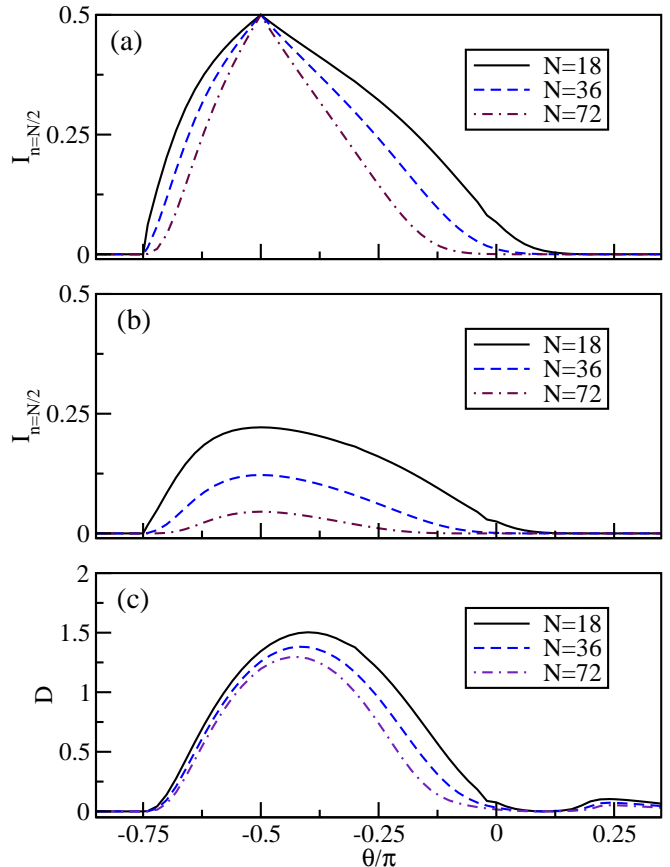 (a)
0.5
0.25
0
I_{n=N/2}
N=18
N=36
N=72
(b)
0.5
0.25
0
I_{n=N/2}
N=18
N=36
N=72
(c)
2
1.5
1
0.5
0
D
N=18
N=36
N=72
-0.75 -0.5 -0.25 0 0.25
θ/π